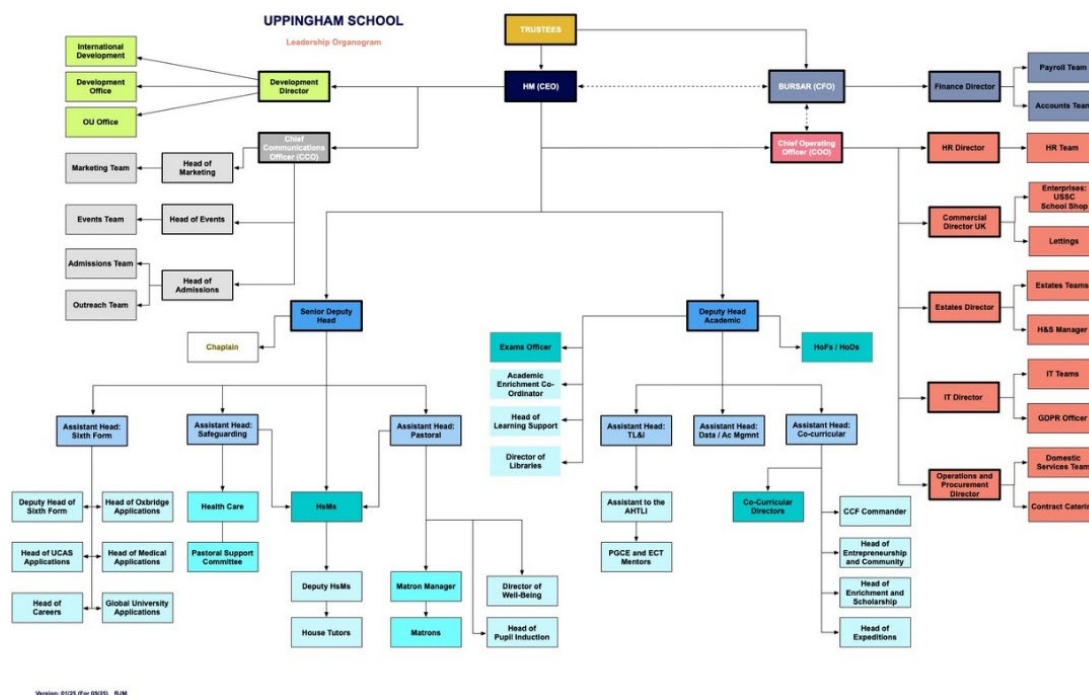 UPPINGHAM SCHOOL
Leadership Organogram
TRUSTEES
International
Development
Development
Office
OU Office
Development
Director
HM (CEO)
BURSAR (CFO)
Finance Director
Payroll Team
Accounts Team
Chief
Communications
Officer (CCO)
Chief Operating
Officer (COO)
HR Director
HR Team
Marketing Team
Head of
Marketing
Events Team
Head of Events
Admissions Team
Outreach Team
Head of
Admissions
Commercial
Director UK
Enterprises:
USSC
School Shop
Lettings
Estates Director
Estates Teams
H&S Manager
IT Director
IT Teams
GDPR Officer
Operations and
Procurement
Director
Domestic
Services Team
Contract Caterin
Senior Deputy
Head
Chaplain
Deputy Head
Academic
Exams Officer
HoFs / HoDs
Academic
Enrichment Co-
Ordinator
Head of
Learning Support
Director of
Libraries
Assistant Head:
Sixth Form
Assistant Head:
Safeguarding
Assistant Head:
Pastoral
Assistant Head:
TL&I
Assistant Head:
Data / Ac Mgmnt
Assistant Head:
Co-curricular
Deputy Head of
Sixth Form
Head of Oxbridge
Applications
Head of UCAS
Applications
Head of Medical
Applications
Head of
Careers
Global University
Applications
Health Care
Pastoral Support
Committee
HsMs
Deputy HsMs
House Tutors
Matron Manager
Matrons
Director of
Well-Being
Head of
Pupil Induction
Assistant to the
AHTLI
PGCE and ECT
Mentors
Co-Curricular
Directors
CCF Commander
Head of
Entrepreneurship
and Community
Head of
Enrichment and
Scholarship
Head of
Expeditions
Version: 01/25 (For 09/25) RJM